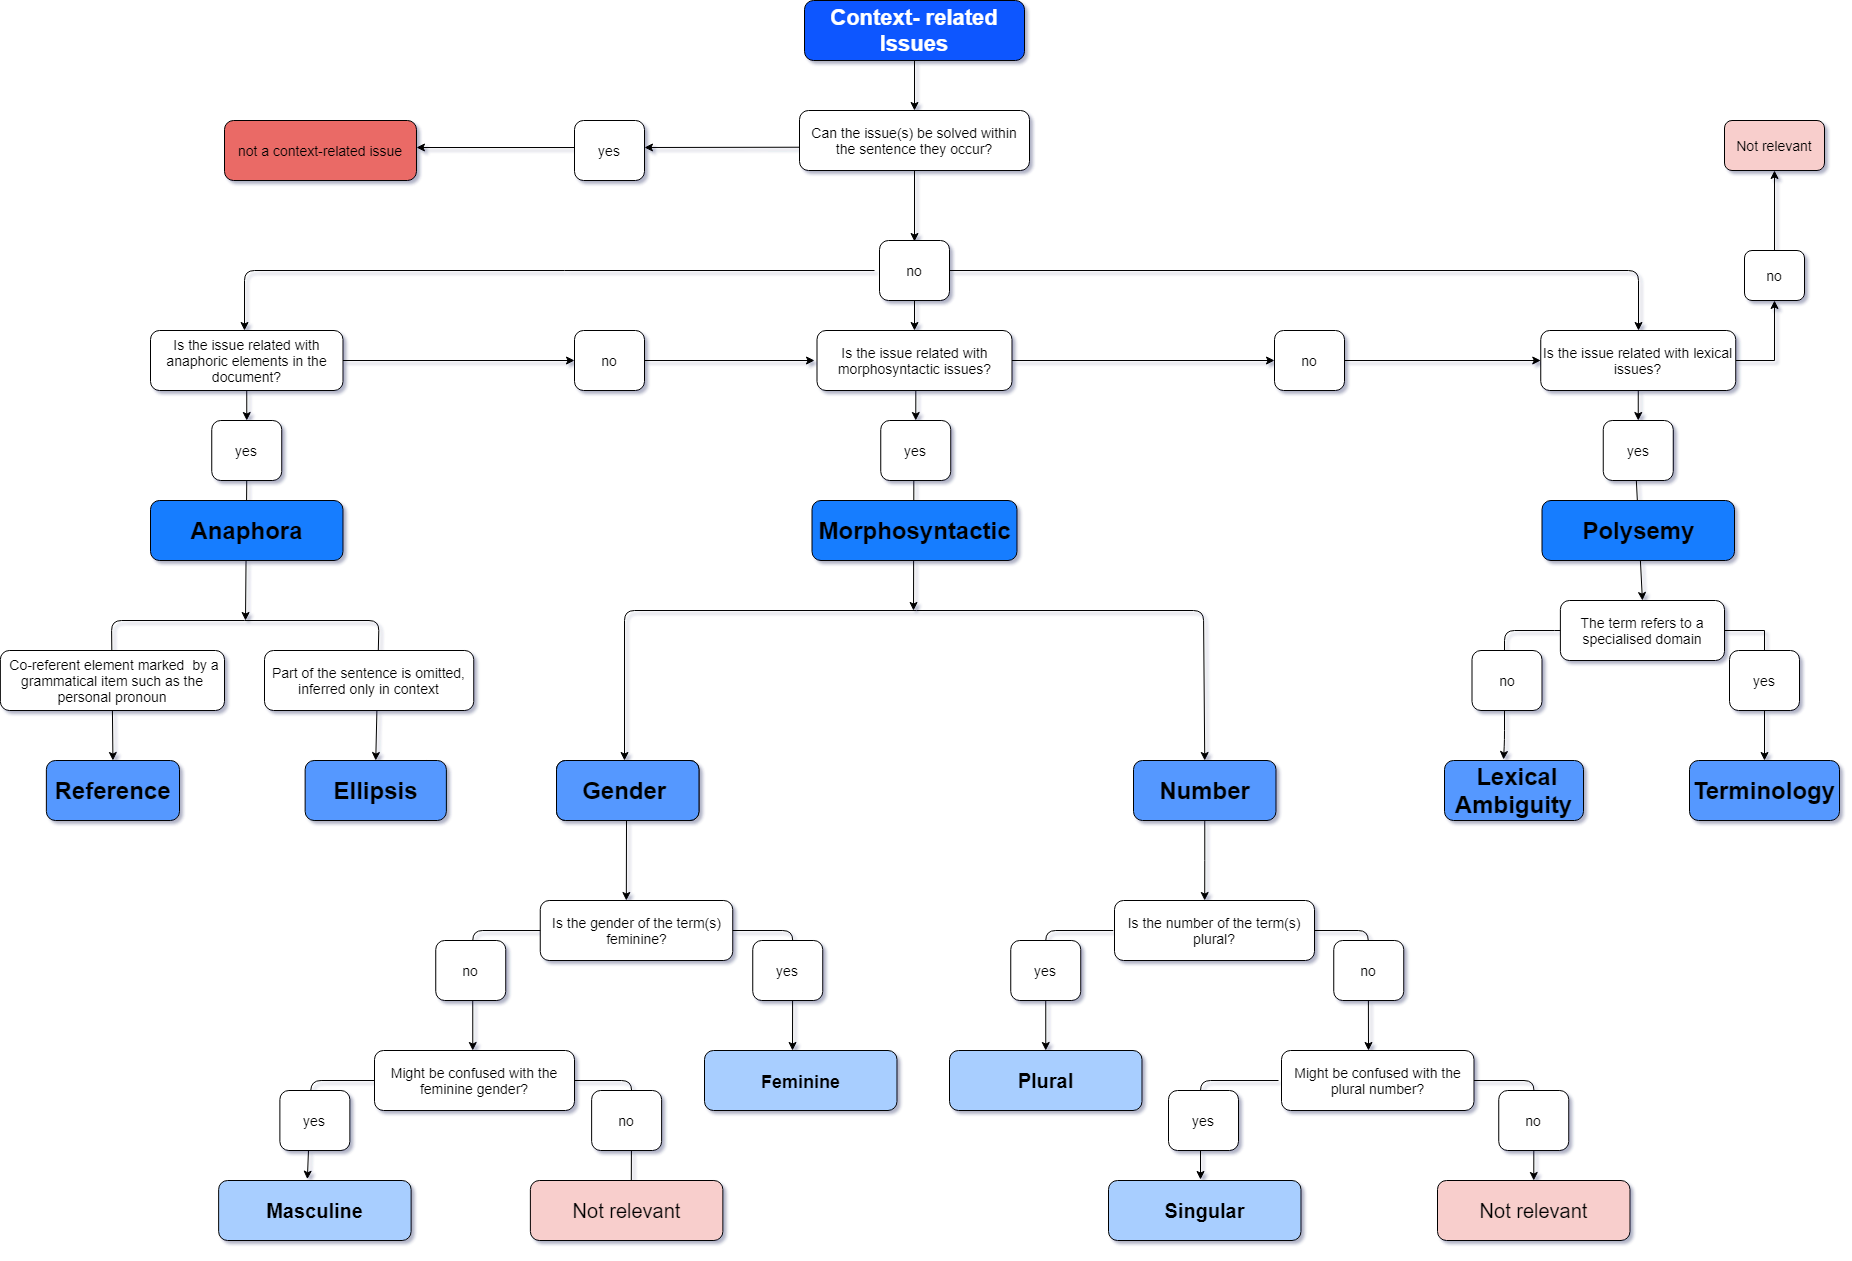 Context- related
Issues
Can the issue(s) be solved within
the sentence they occur?
yes
not a context-related issue
Not relevant
no
no
Is the issue related with
anaphoric elements in the
document?
no
Is the issue related with
morphosyntactic issues?
no
Is the issue related with lexical
issues?
yes
yes
yes
Anaphora
Morphosyntactic
Polysemy
Co-referent element marked by a
grammatical item such as the
personal pronoun
Part of the sentence is omitted,
inferred only in context
The term refers to a
specialised domain
no
yes
Reference
Ellipsis
Gender
Number
Lexical
Ambiguity
Terminology
Is the gender of the term(s)
feminine?
Is the number of the term(s)
plural?
no
yes
yes
no
Might be confused with the
feminine gender?
Feminine
Plural
Might be confused with the
plural number?
yes
no
yes
no
Masculine
Not relevant
Singular
Not relevant